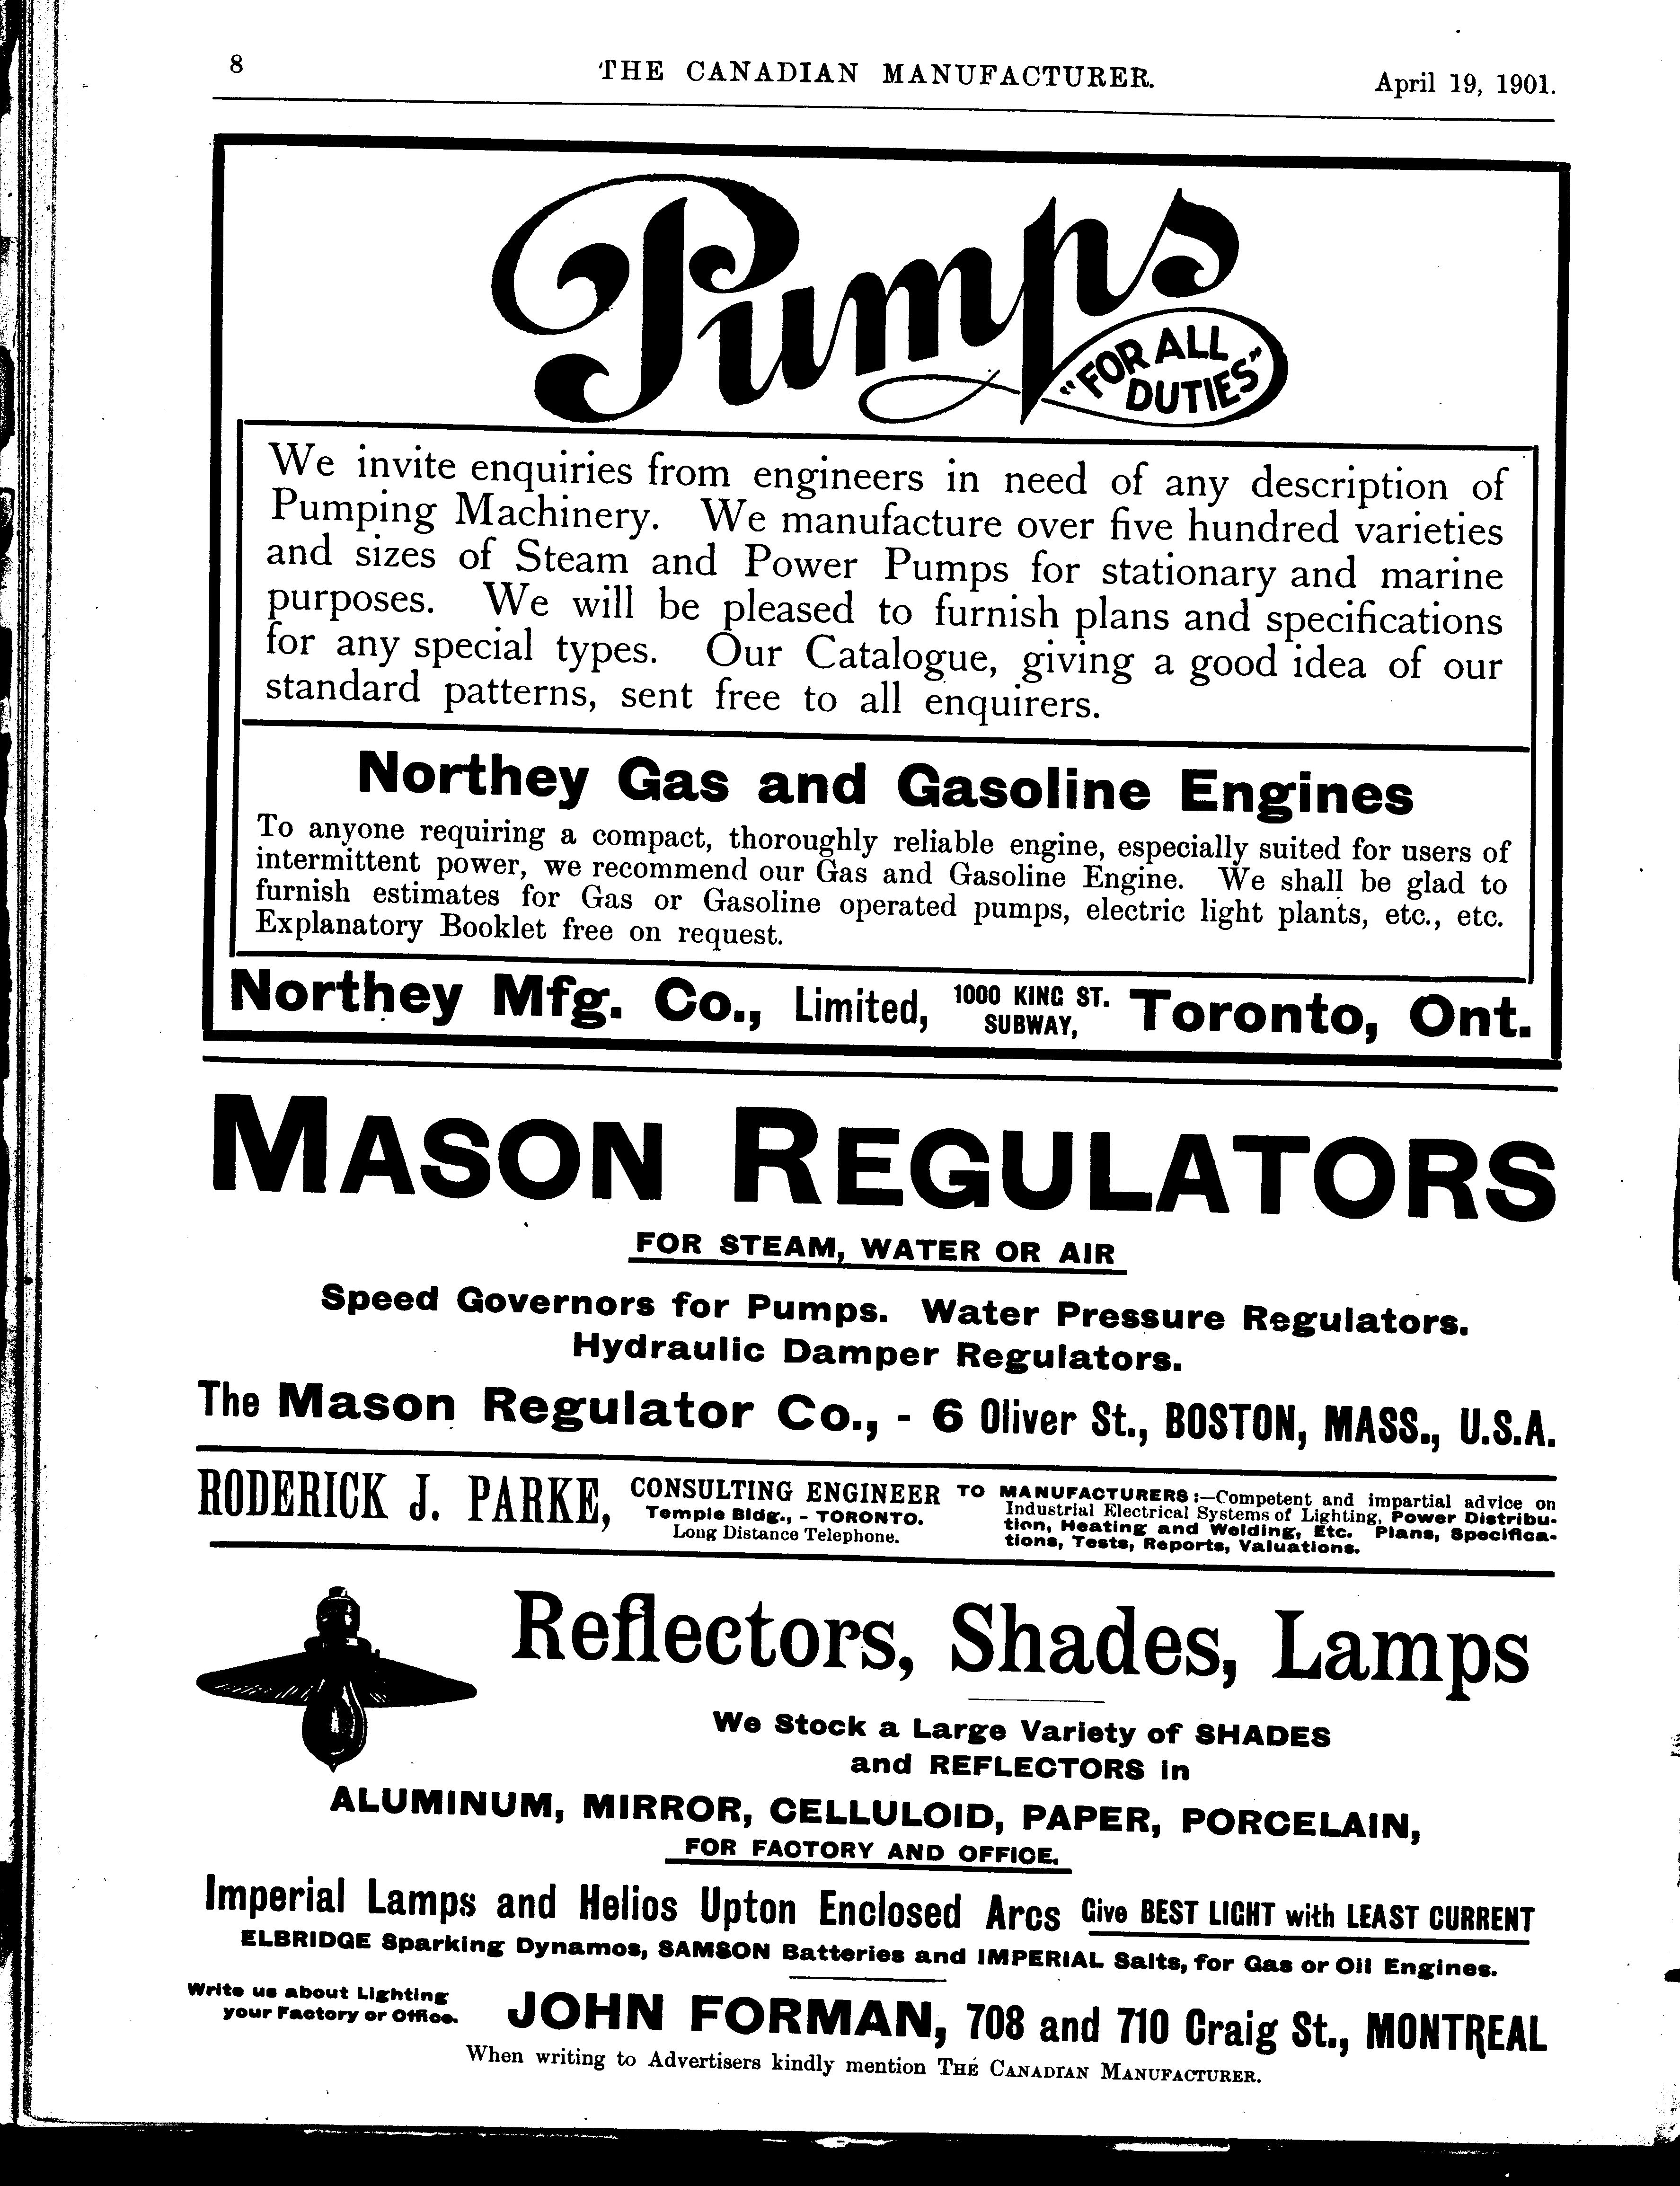 8 THE CANADIAN MANUFACTURER. April 19, 1901.
Pumps
"FOR ALL
DUTIES"
We invite enquiries from engineers in need of any description of
Pumping Machinery. We manufacture over five hundred varieties
and sizes of Steam and Power Pumps for stationary and marine
purposes. We will be pleased to furnish plans and specifications
for any special types. Our Catalogue, giving a good idea of our
standard patterns, sent free to all enquirers.
Northey Gas and Gasoline Engines
To anyone requiring a compact, thoroughly reliable engine, especially suited for users of
intermittent power, we recommend our Gas and Gasoline Engine. We shall be glad to
furnish estimates for Gas or Gasoline operated pumps, electric light plants, etc., etc.
Explanatory Booklet free on request.
Northey Mfg. Co., Limited, 1000 KING ST. SUBWAY, Toronto, Ont.
MASON REGULATORS
FOR STEAM, WATER OR AIR
Speed Governors for Pumps. Water Pressure Regulators.
Hydraulic Damper Regulators.
The Mason Regulator Co., - 6 Oliver St., BOSTON, MASS., U.S.A.
RODERICK J. PARKE,
CONSULTING ENGINEER TO
Temple Bldg., - TORONTO.
Long Distance Telephone.
MANUFACTURERS:—Competent and impartial advice on
Industrial Electrical Systems of Lighting, Power Distribu-
tion, Heating and Welding, Etc. Plans, Specifica-
tions, Tests, Reports, Valuations.
Reflectors, Shades, Lamps
We Stock a Large Variety of SHADES
and REFLECTORS in
ALUMINUM, MIRROR, CELLULOID, PAPER, PORCELAIN,
FOR FACTORY AND OFFICE.
Imperial Lamps and Helios Upton Enclosed Arcs Give BEST LIGHT with LEAST CURRENT
ELBRIDGE Sparking Dynamos, SAMSON Batteries and IMPERIAL Salts, for Gas or Oil Engines.
Write us about Lighting
your Factory or Office.
JOHN FORMAN, 708 and 710 Craig St., MONTREAL
When writing to Advertisers kindly mention THE CANADIAN MANUFACTURER.